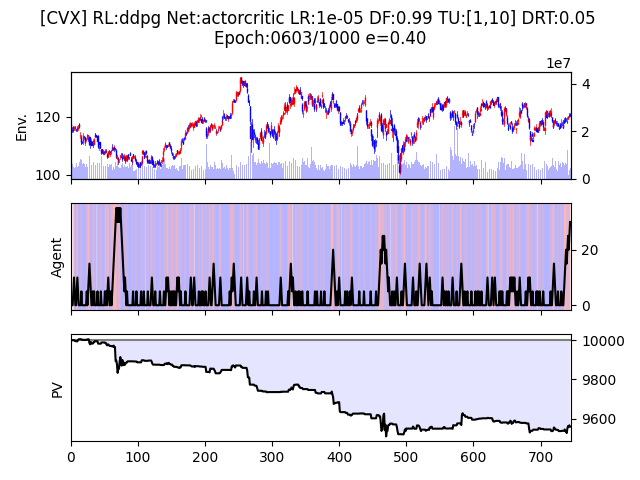 [CVX] RL:ddpg Net:actorcritic LR:1e-05 DF:0.99 TU:[1,10] DRT:0.05
Epoch:0603/1000 e=0.40
1e7
Env.
120
100
4
2
0
Agent
20
0
PV
10000
9800
9600
0 100 200 300 400 500 600 700